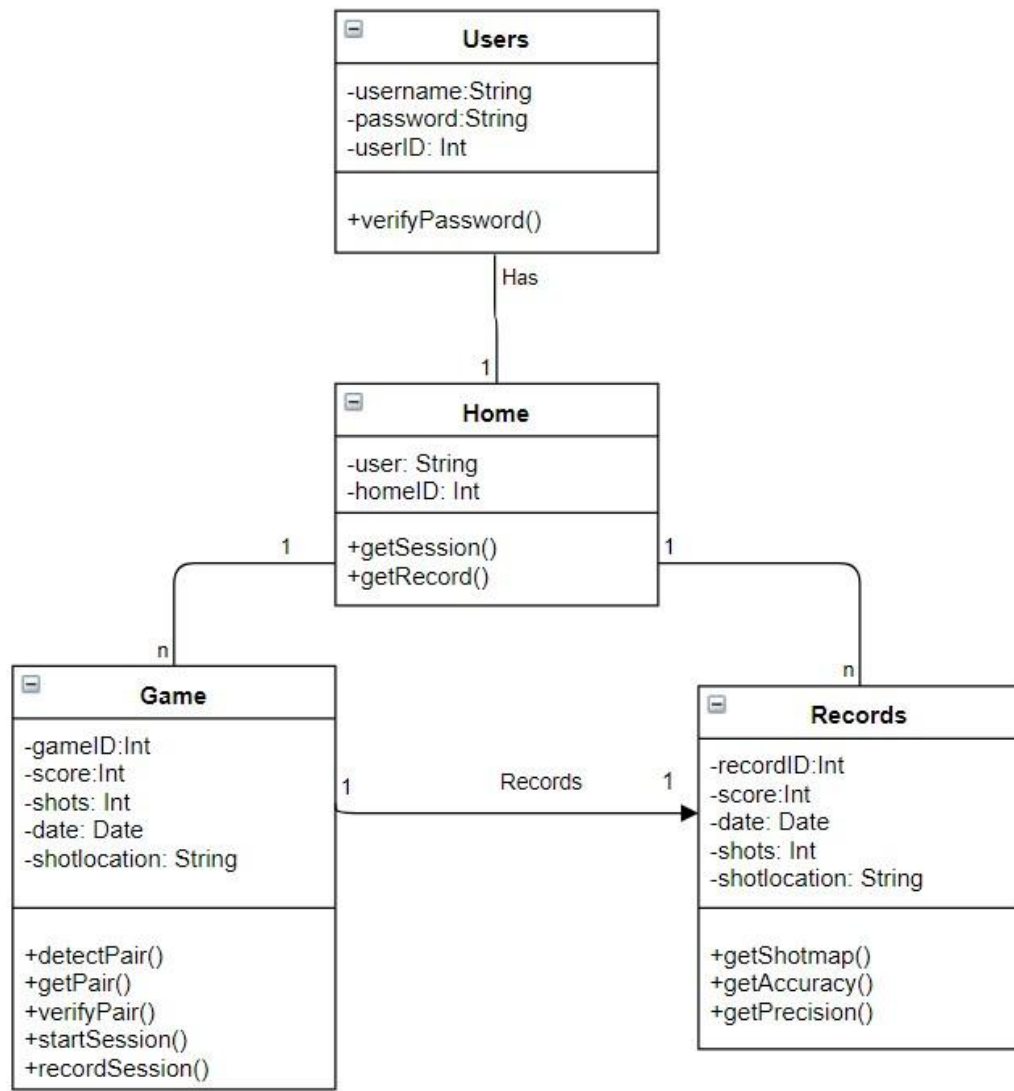 Users
-username:String
-password:String
-userID: Int
+verifyPassword()
Has
1
Home
-user: String
-homeID: Int
+getSession()
+getRecord()
1
1
n
n
Game
-gameID:Int
-score:Int
-shots: Int
-date: Date
-shotlocation: String
+detectPair()
+getPair()
+verifyPair()
+startSession()
+recordSession()
1
Records
1
Records
-recordID:Int
-score:Int
-date: Date
-shots: Int
-shotlocation: String
+getShotmap()
+getAccuracy()
+getPrecision()